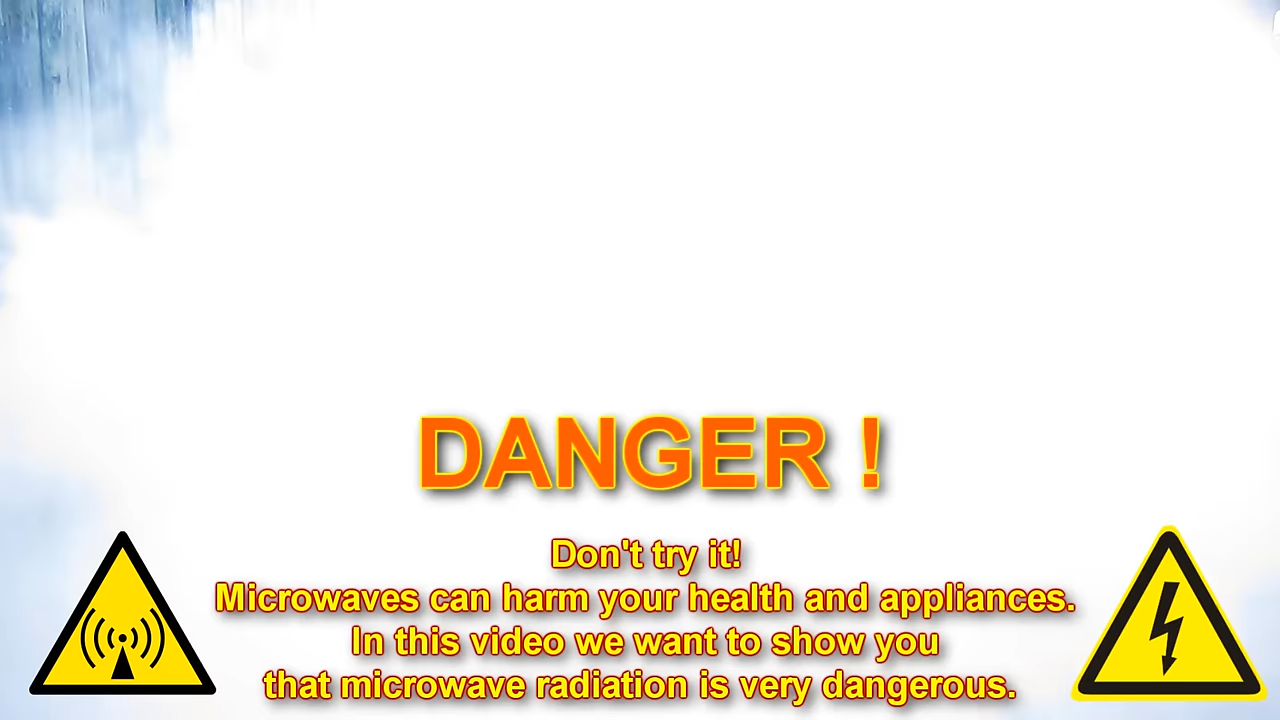 DANGER !
Don't try it!
Microwaves can harm your health and appliances.
In this video we want to show you
that microwave radiation is very dangerous.